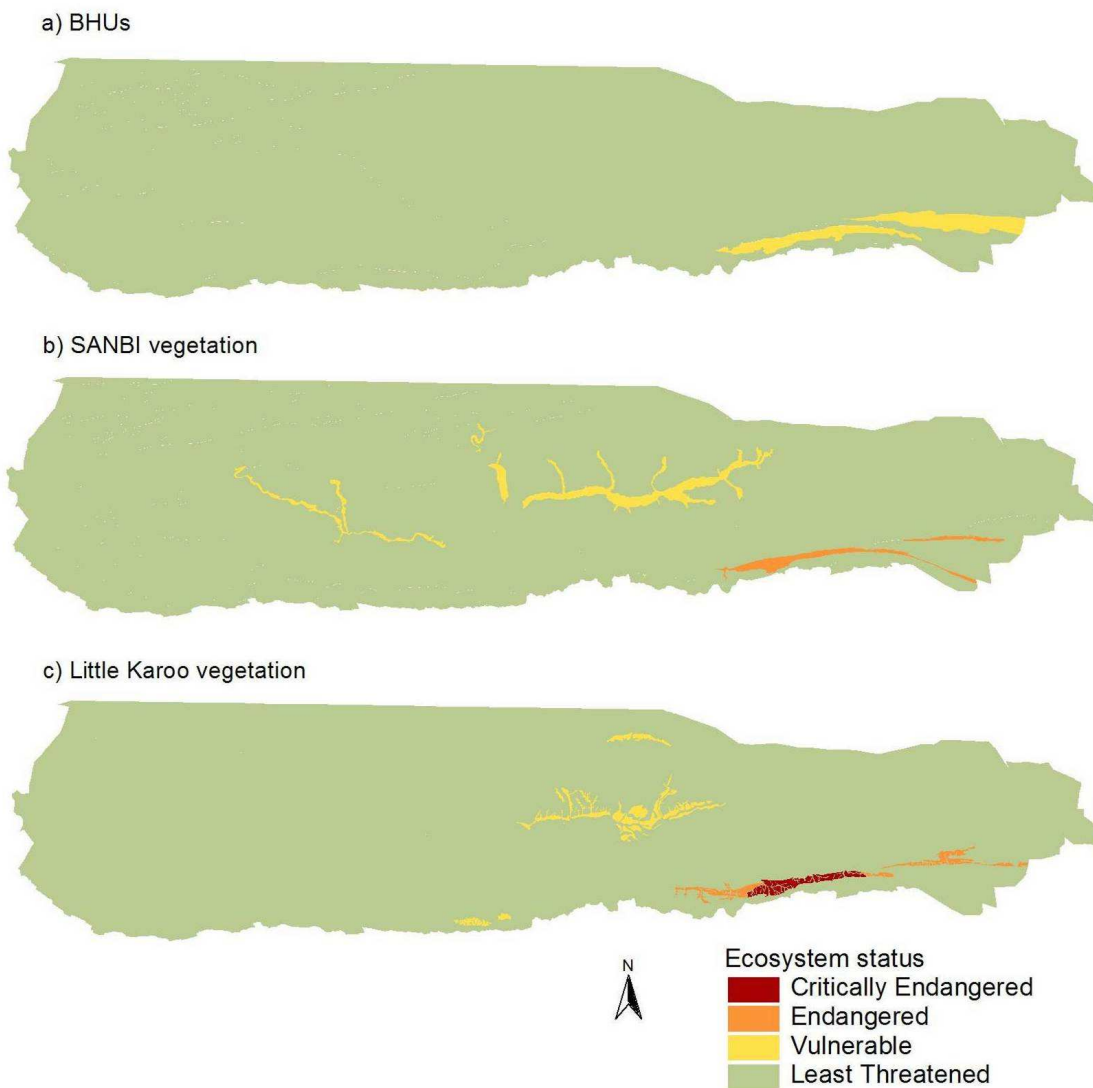 a) BHUs
b) SANBI vegetation
c) Little Karoo vegetation
N
Ecosystem status
Critically Endangered
Endangered
Vulnerable
Least Threatened